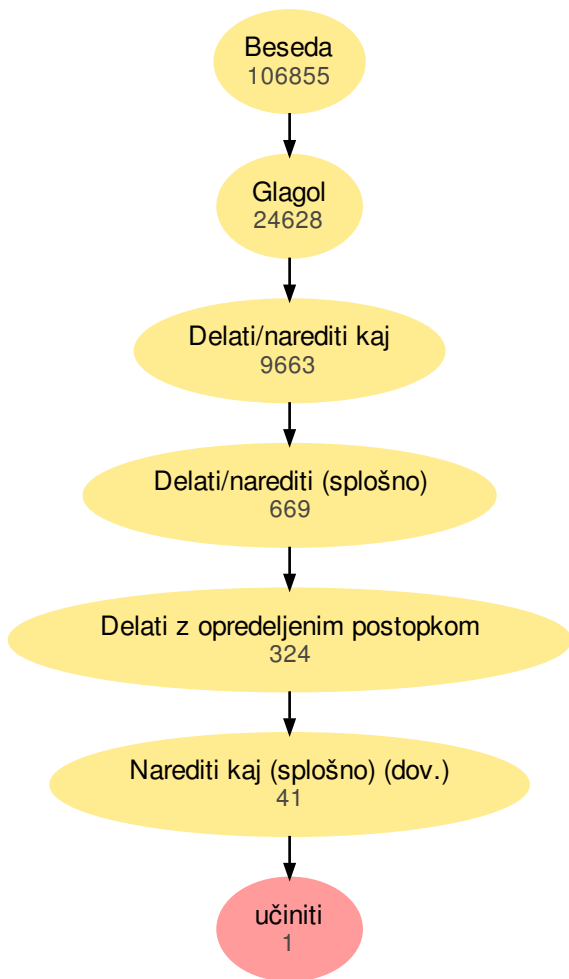 Beseda
106855
Glagol
24628
Delati/narediti kaj
9663
Delati/narediti (splošno)
669
Delati z opredeljenim postopkom
324
Narediti kaj (splošno) (dov.)
41
učiniti
1